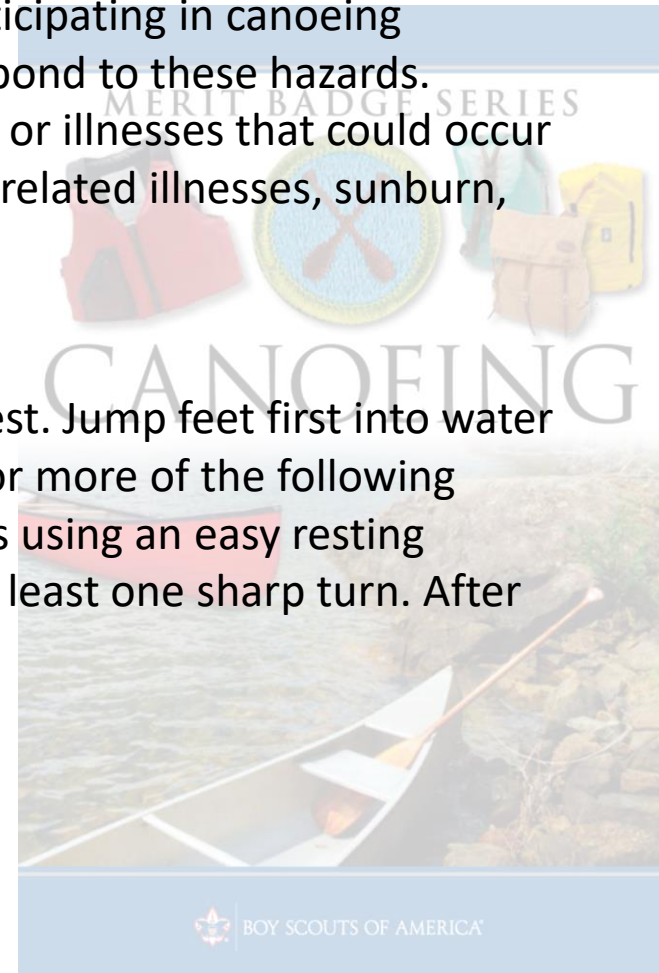 ticipating in canoeing
pond to these hazards.
MERIT BADGE SERIES
or illnesses that could occur
related illnesses, sunburn,
CANOEING
est. Jump feet first into water
or more of the following
s using an easy resting
least one sharp turn. After
BOY SCOUTS OF AMERICA